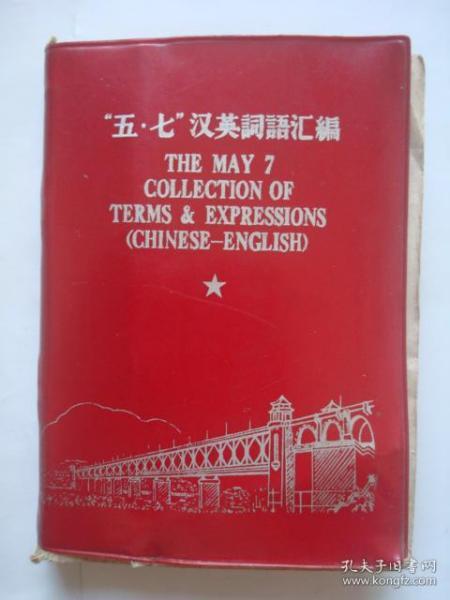 “五·七”汉英詞語汇編
THE MAY 7
COLLECTION OF
TERMS & EXPRESSIONS
(CHINESE-ENGLISH)
孔夫子旧书网
www.kongfz.com